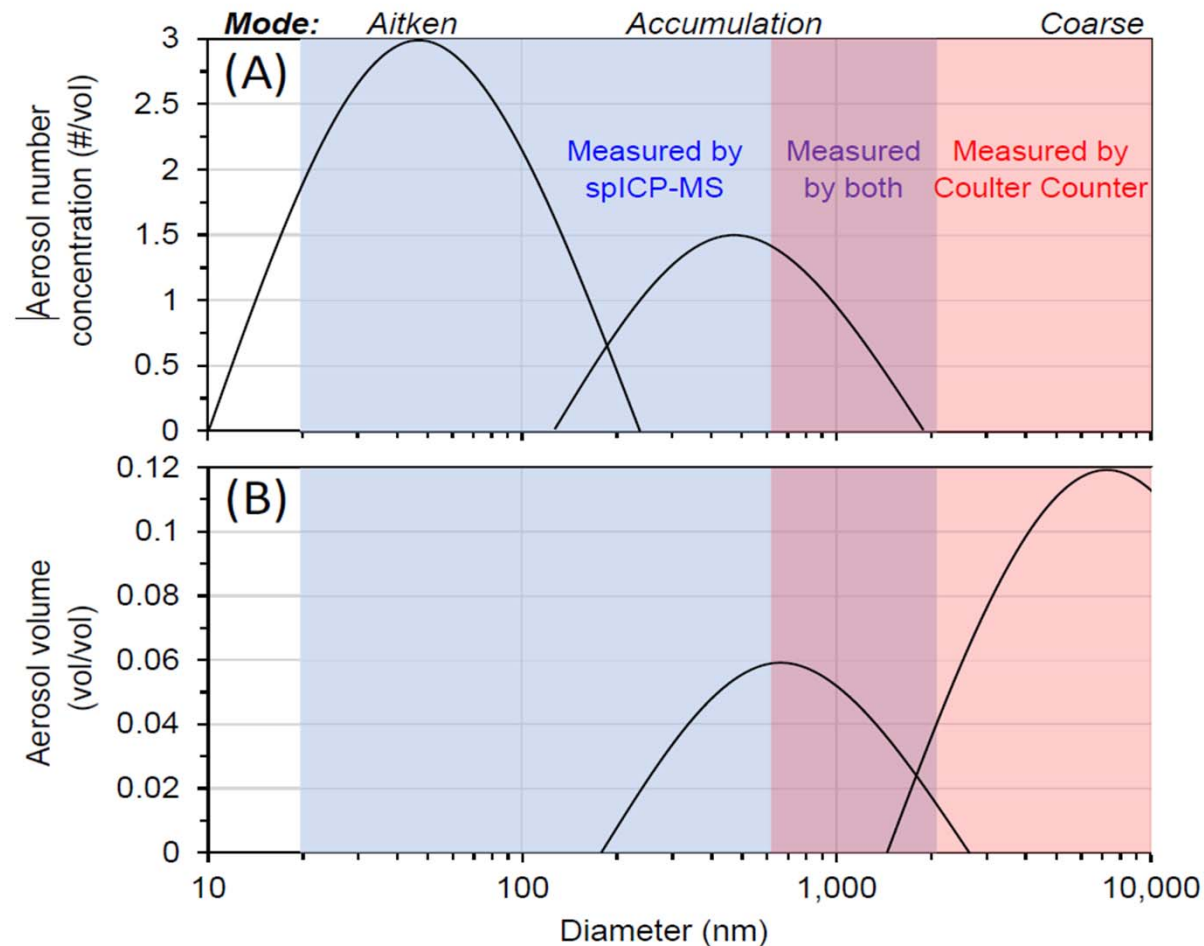 Mode: Aitken Accumulation Coarse
(A)
Aerosol number
concentration (#/vol)
3
2.5
2
1.5
1
0.5
0
Measured by
spICP-MS
Measured
by both
Measured by
Coulter Counter
(B)
Aerosol volume
(vol/vol)
0.12
0.1
0.08
0.06
0.04
0.02
0
10 100 1,000 10,000
Diameter (nm)